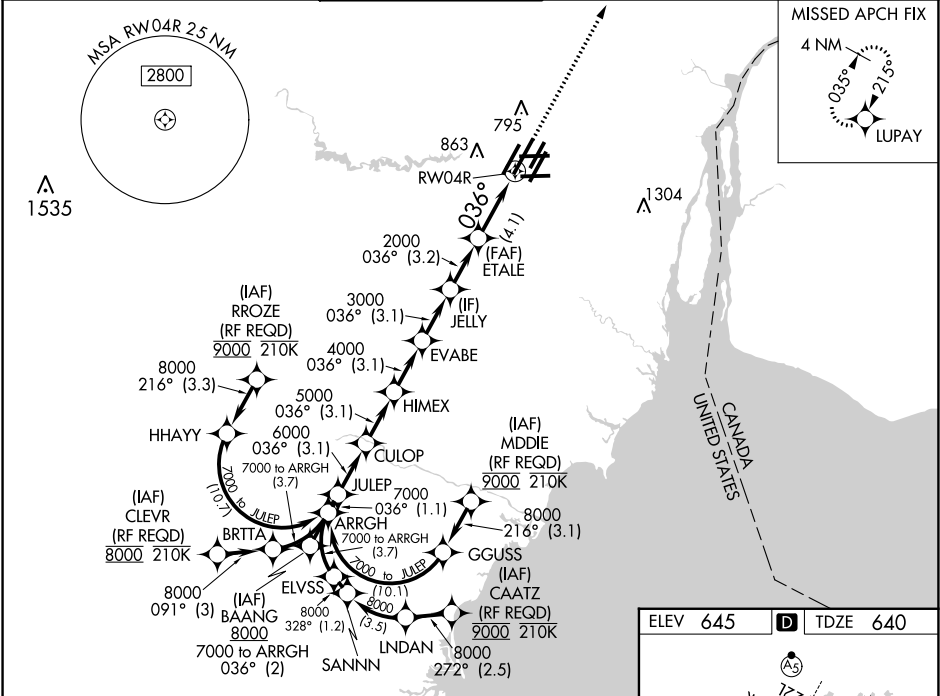 MSA RW04R 25 NM
2800
1535
863
795
RW04R
1304
MISSED APCH FIX
4 NM
035°
215°
LUPAY
036°
(4.1)
(FAF)
ETALE
2000
036° (3.2)
(IF)
JELLY
3000
036° (3.1)
EVABE
4000
036° (3.1)
HIMEX
5000
036° (3.1)
CULOP
6000
036° (3.1)
JULEP
7000
036° (1.1)
ARRGH
(IAF)
RROZE
(RF REQD)
9000 210K
8000
216° (3.3)
HHAYY
7000 to JULEP
(10.7)
7000 to ARRGH
(3.7)
(IAF)
CLEVR
(RF REQD)
8000 210K
BRTTA
8000
091° (3)
(IAF)
BAANG
8000
7000 to ARRGH
036° (2)
(IAF)
MDDIE
(RF REQD)
9000 210K
8000
216° (3.1)
GGUSS
7000 to ARRGH
(3.7)
7000 to JULEP
(10.1)
ELVSS
8000
328° (1.2)
SANNN
8000
(3.5)
LNDAN
(IAF)
CAATZ
(RF REQD)
9000 210K
8000
272° (2.5)
CANADA
UNITED STATES
ELEV 645
D
TDZE 640
A5